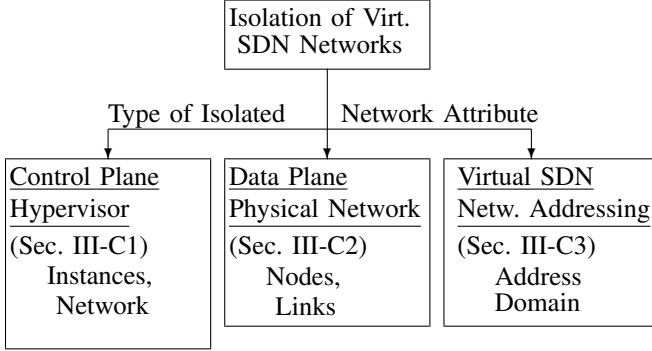 Isolation of Virt.
SDN Networks
Type of Isolated Network Attribute
Control Plane
Hypervisor
(Sec. III-C1)
Instances,
Network
Data Plane
Physical Network
(Sec. III-C2)
Nodes,
Links
Virtual SDN
Netw. Addressing
(Sec. III-C3)
Address
Domain